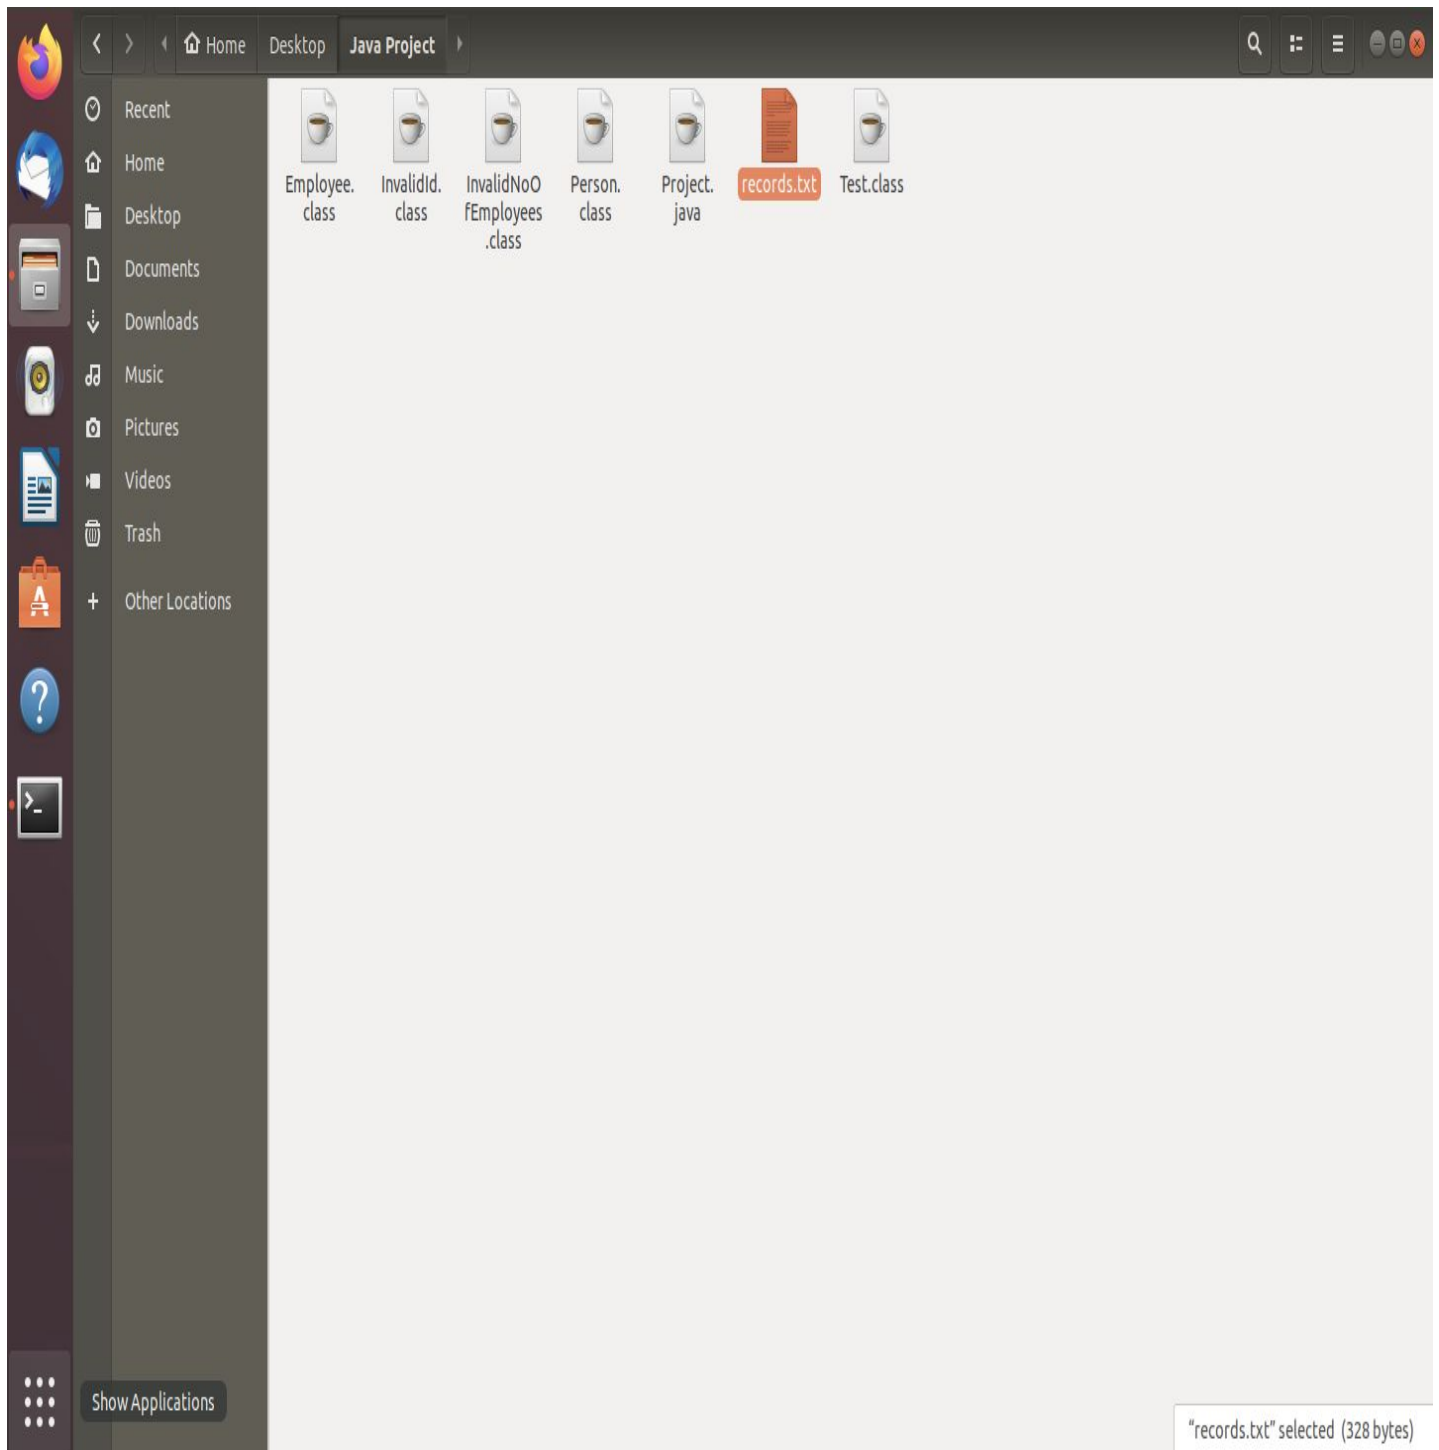 Home Desktop Java Project
Recent
Home
Desktop
Documents
Downloads
Music
Pictures
Videos
Trash
Other Locations
Employee.
class
InvalidId.
class
InvalidNoO
fEmployees
.class
Person.
class
Project.
java
records.txt
Test.class
Show Applications
“records.txt” selected (328 bytes)